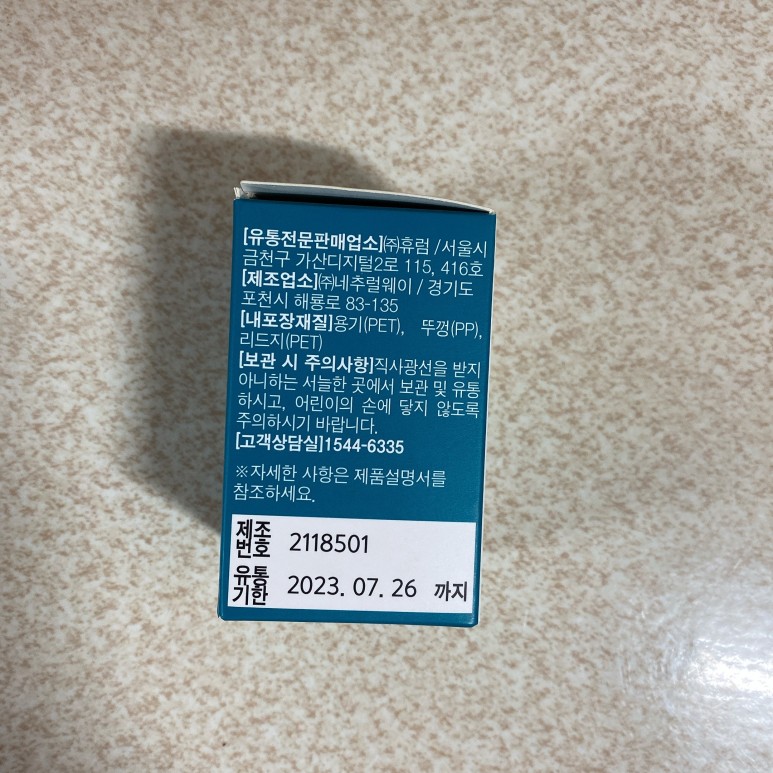 [유통전문판매업소]㈜휴럼 /서울시
금천구 가산디지털2로 115, 416호
[제조업소]㈜네추럴웨이 / 경기도
포천시 해룡로 83-135
[내포장재질]용기(PET), 뚜껑(PP),
리드지(PET)
[보관 시 주의사항]직사광선을 받지
아니하는 서늘한 곳에서 보관 및 유통
하시고, 어린이의 손에 닿지 않도록
주의하시기 바랍니다.
[고객상담실]1544-6335
※자세한 사항은 제품설명서를
참조하세요.
제조번호 2118501
유통기한 2023. 07. 26 까지